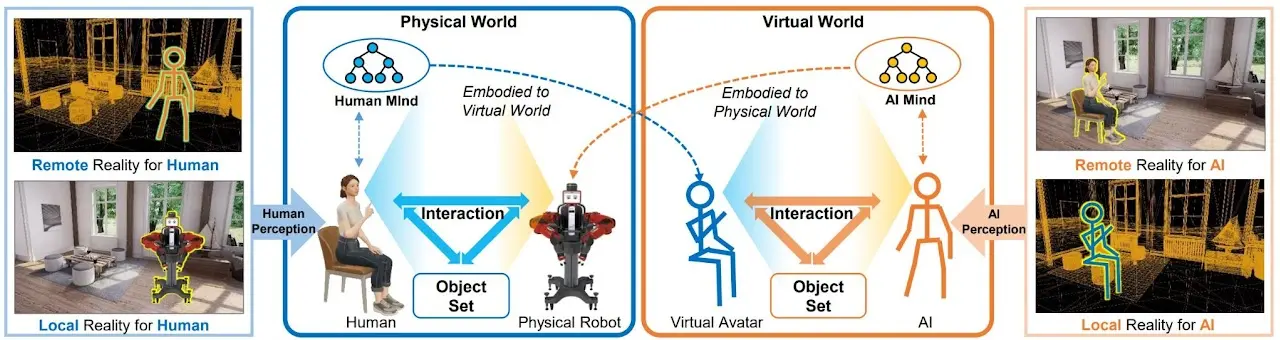 Remote Reality for Human
Local Reality for Human
Human
Perception
Physical World
Human MInd
Embodied to
Virtual World
Interaction
Object
Set
Human
Physical Robot
Virtual World
AI Mind
Embodied to
Physical World
Interaction
Object
Set
Virtual Avatar
AI
AI
Perception
Remote Reality for AI
Local Reality for AI